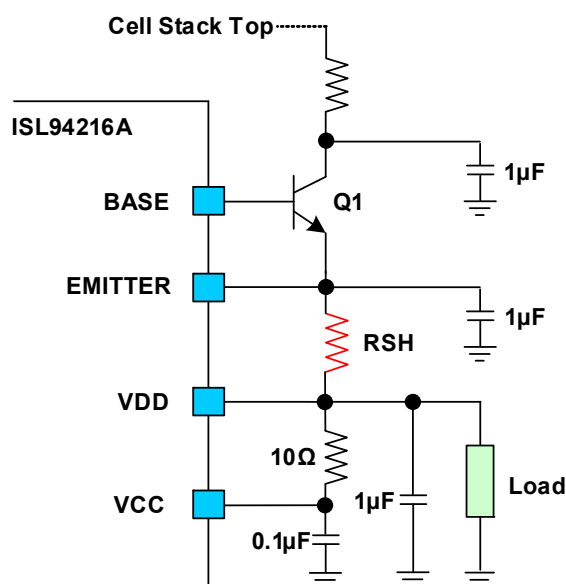 Cell Stack Top
ISL94216A
1µF
BASE
Q1
EMITTER
1µF
RSH
VDD
10Ω
1µF
Load
VCC
0.1µF